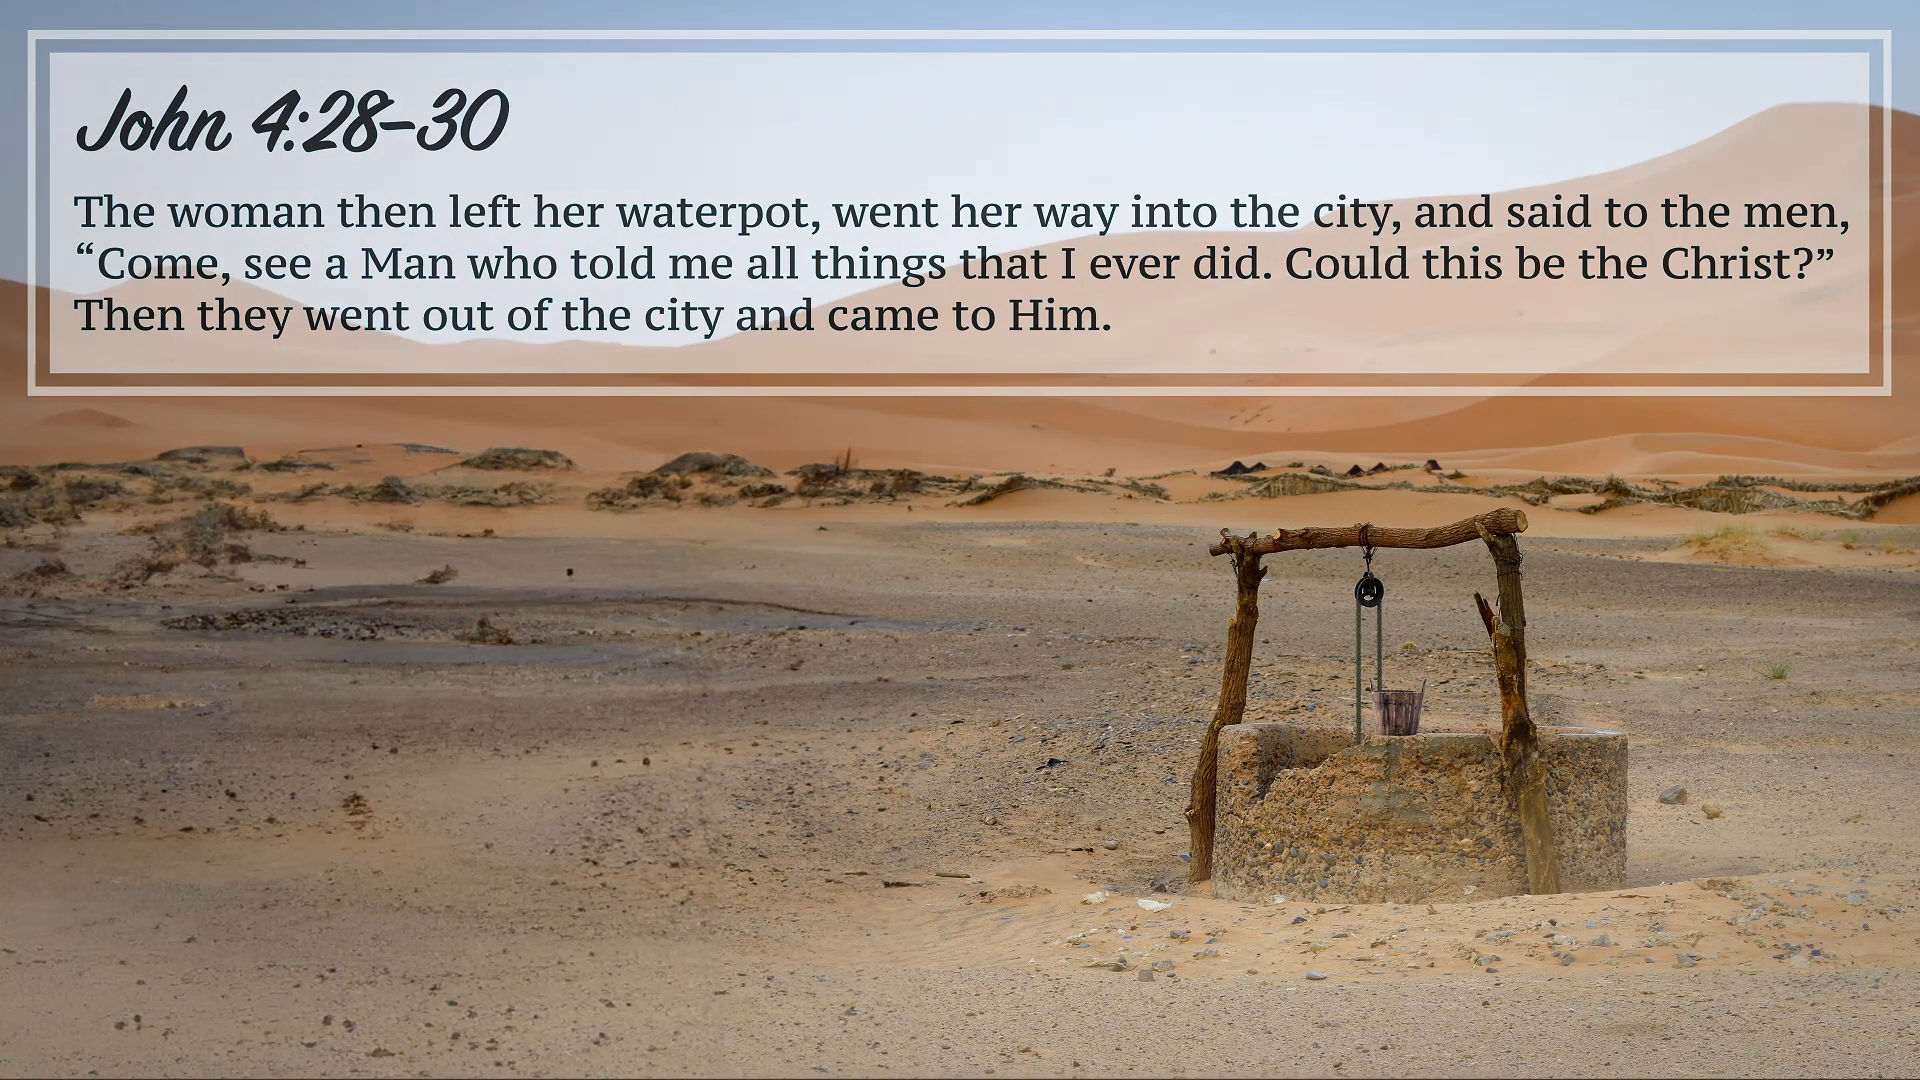 John 4:28–30
The woman then left her waterpot, went her way into the city, and said to the men,
“Come, see a Man who told me all things that I ever did. Could this be the Christ?”
Then they went out of the city and came to Him.